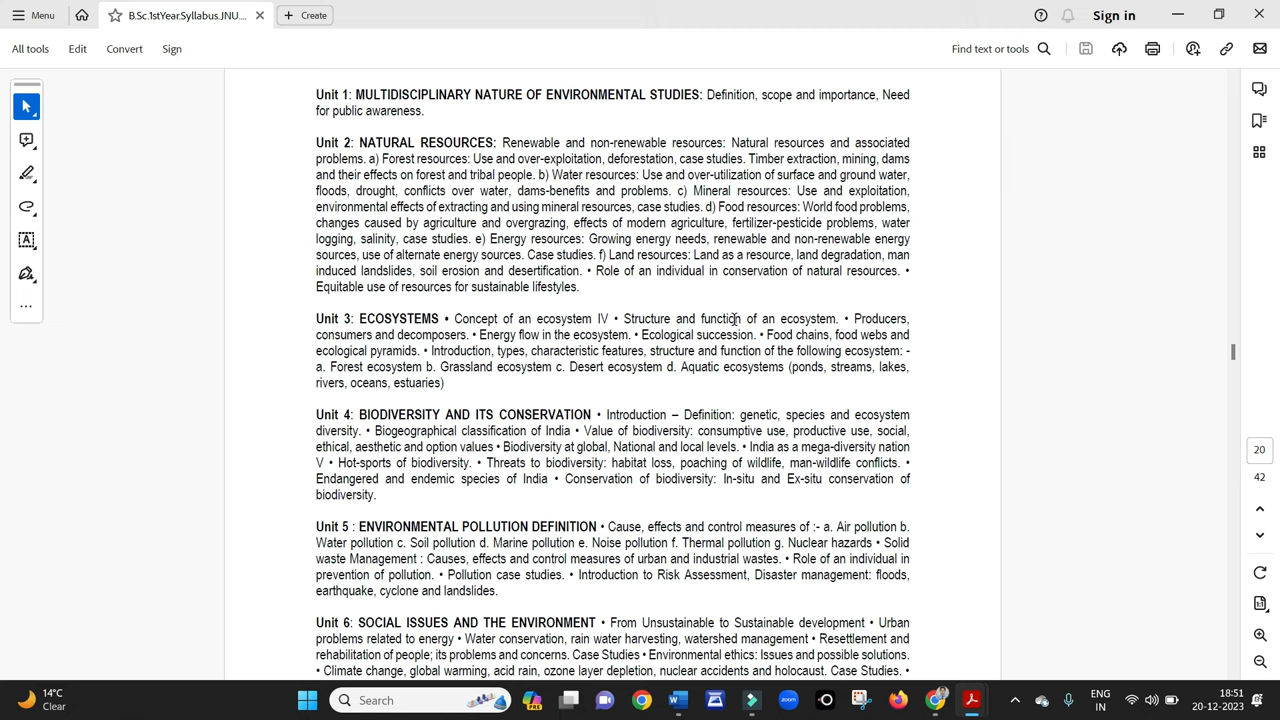 Menu
B.Sc.1stYear.Syllabus.JNU....
Create
Sign in
All tools
Edit
Convert
Sign
Find text or tools
Unit 1: MULTIDISCIPLINARY NATURE OF ENVIRONMENTAL STUDIES: Definition, scope and importance, Need
for public awareness.
Unit 2: NATURAL RESOURCES: Renewable and non-renewable resources: Natural resources and associated
problems. a) Forest resources: Use and over-exploitation, deforestation, case studies. Timber extraction, mining, dams
and their effects on forest and tribal people. b) Water resources: Use and over-utilization of surface and ground water,
floods, drought, conflicts over water, dams-benefits and problems. c) Mineral resources: Use and exploitation,
environmental effects of extracting and using mineral resources, case studies. d) Food resources: World food problems,
changes caused by agriculture and overgrazing, effects of modern agriculture, fertilizer-pesticide problems, water
logging, salinity, case studies. e) Energy resources: Growing energy needs, renewable and non-renewable energy
sources, use of alternate energy sources. Case studies. f) Land resources: Land as a resource, land degradation, man
induced landslides, soil erosion and desertification. • Role of an individual in conservation of natural resources. •
Equitable use of resources for sustainable lifestyles.
Unit 3: ECOSYSTEMS • Concept of an ecosystem IV • Structure and function of an ecosystem. • Producers,
consumers and decomposers. • Energy flow in the ecosystem. • Ecological succession. • Food chains, food webs and
ecological pyramids. • Introduction, types, characteristic features, structure and function of the following ecosystem: -
a. Forest ecosystem b. Grassland ecosystem c. Desert ecosystem d. Aquatic ecosystems (ponds, streams, lakes,
rivers, oceans, estuaries)
Unit 4: BIODIVERSITY AND ITS CONSERVATION • Introduction – Definition: genetic, species and ecosystem
diversity. • Biogeographical classification of India • Value of biodiversity: consumptive use, productive use, social,
ethical, aesthetic and option values • Biodiversity at global, National and local levels. • India as a mega-diversity nation
V • Hot-sports of biodiversity. • Threats to biodiversity: habitat loss, poaching of wildlife, man-wildlife conflicts. •
Endangered and endemic species of India • Conservation of biodiversity: In-situ and Ex-situ conservation of
biodiversity.
Unit 5 : ENVIRONMENTAL POLLUTION DEFINITION • Cause, effects and control measures of :- a. Air pollution b.
Water pollution c. Soil pollution d. Marine pollution e. Noise pollution f. Thermal pollution g. Nuclear hazards • Solid
waste Management : Causes, effects and control measures of urban and industrial wastes. • Role of an individual in
prevention of pollution. • Pollution case studies. • Introduction to Risk Assessment, Disaster management: floods,
earthquake, cyclone and landslides.
Unit 6: SOCIAL ISSUES AND THE ENVIRONMENT • From Unsustainable to Sustainable development • Urban
problems related to energy • Water conservation, rain water harvesting, watershed management • Resettlement and
rehabilitation of people; its problems and concerns. Case Studies • Environmental ethics: Issues and possible solutions.
• Climate change, global warming, acid rain, ozone layer depletion, nuclear accidents and holocaust. Case Studies. •
20
42
14°C
Clear
Search
PRE
zoom
ENG
IN
18:51
20-12-2023